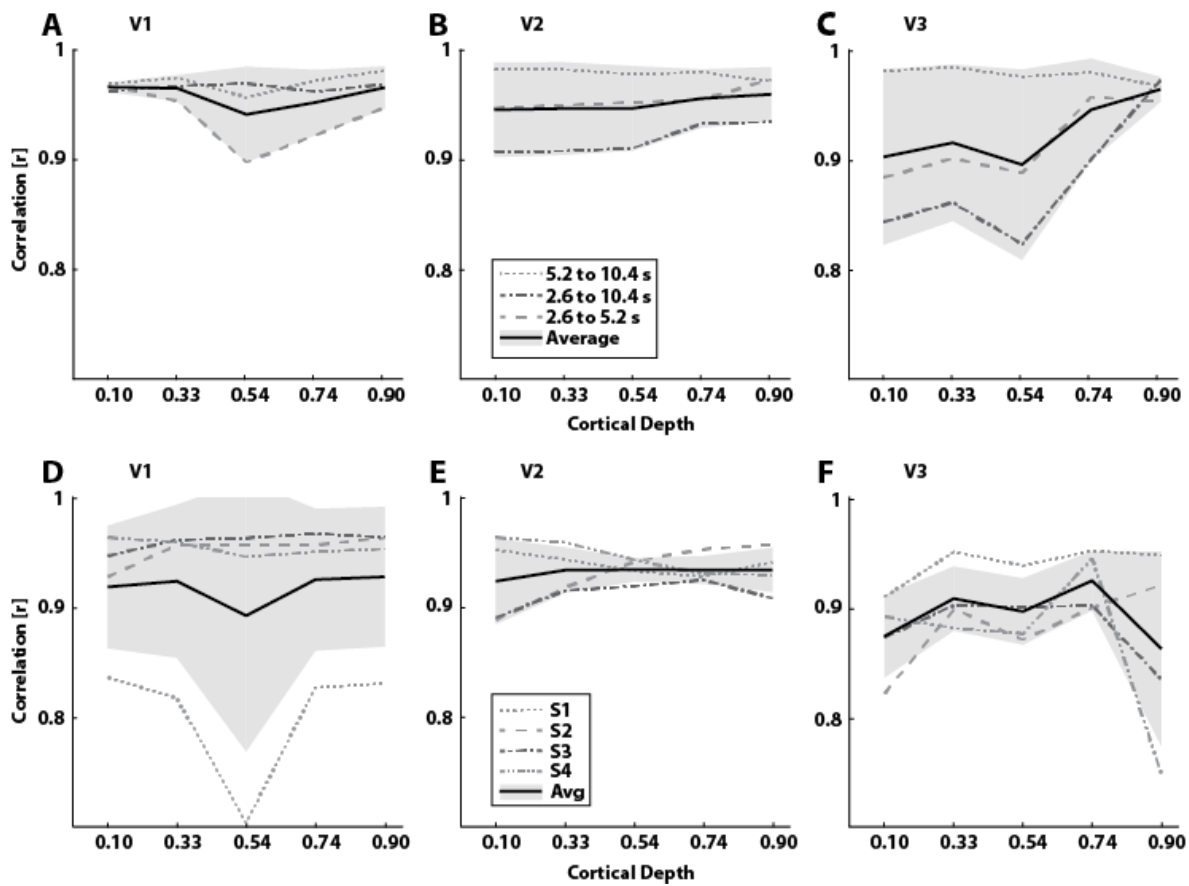 A V1
B V2
C V3
Correlation [r]
1
0.9
0.8
0.10 0.33 0.54 0.74 0.90
1
0.9
0.8
5.2 to 10.4 s
2.6 to 10.4 s
2.6 to 5.2 s
Average
0.10 0.33 0.54 0.74 0.90
Cortical Depth
1
0.9
0.8
0.10 0.33 0.54 0.74 0.90
D V1
E V2
F V3
Correlation [r]
1
0.9
0.8
0.10 0.33 0.54 0.74 0.90
1
0.9
0.8
S1
S2
S3
S4
Avg
0.10 0.33 0.54 0.74 0.90
Cortical Depth
1
0.9
0.8
0.10 0.33 0.54 0.74 0.90